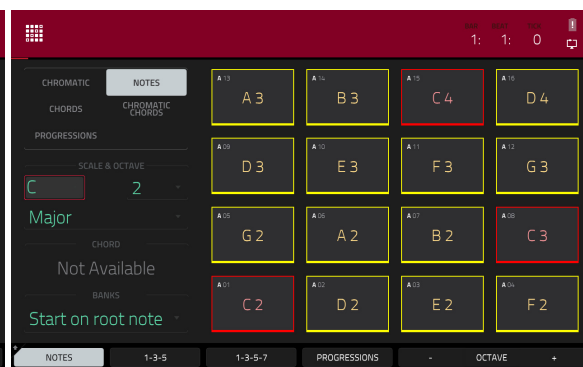 BAR BEAT TICK
1: 1: 0
!
CHROMATIC NOTES
CHORDS CHROMATIC CHORDS
PROGRESSIONS
SCALE & OCTAVE
C 2
Major
CHORD
Not Available
BANKS
Start on root note
A 13 A 14 A 15 A 16
A 3 B 3 C 4 D 4
A 09 A 10 A 11 A 12
D 3 E 3 F 3 G 3
A 05 A 06 A 07 A 08
G 2 A 2 B 2 C 3
A 01 A 02 A 03 A 04
C 2 D 2 E 2 F 2
NOTES 1-3-5 1-3-5-7 PROGRESSIONS - OCTAVE +